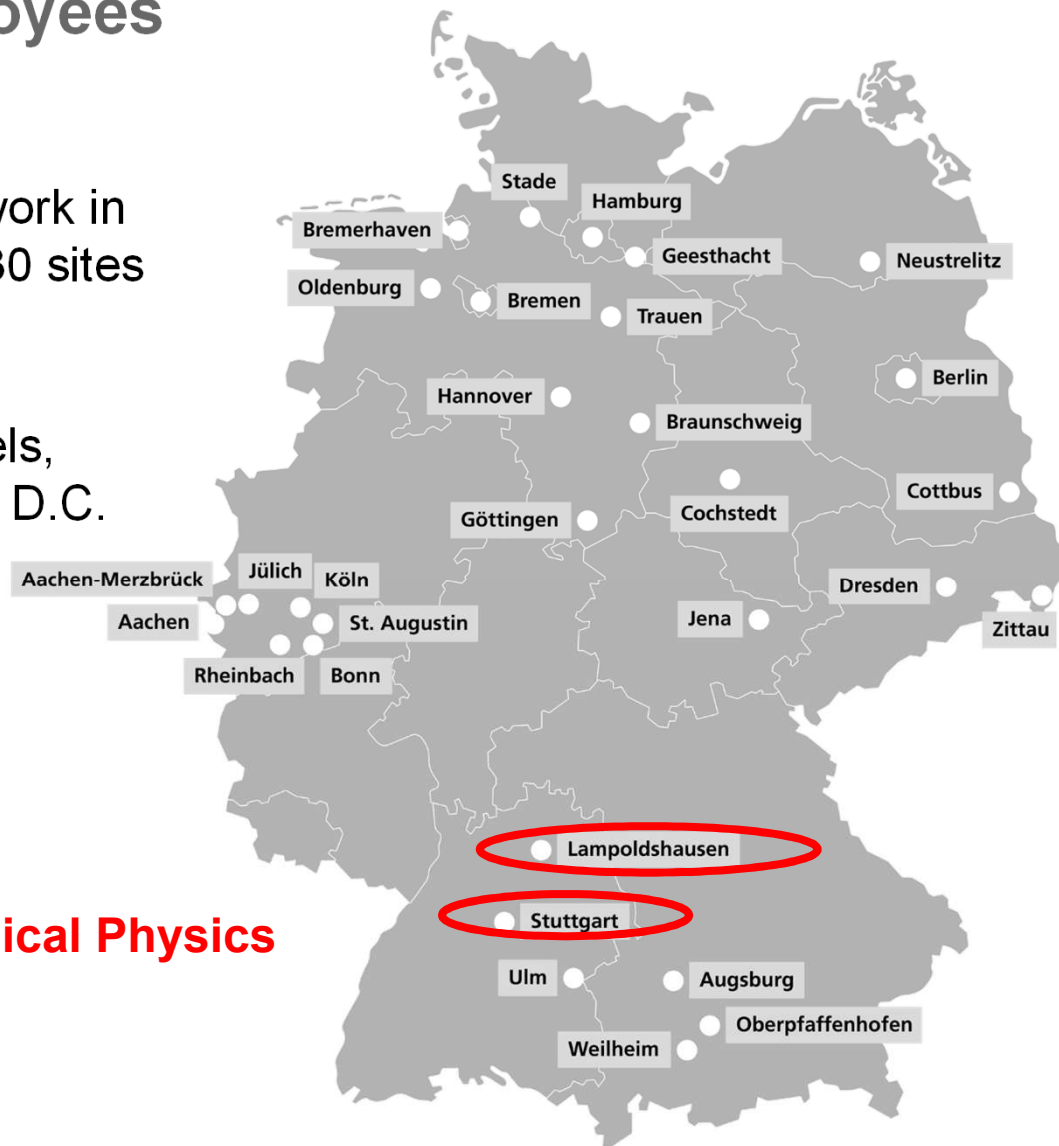 oyees
work in
30 sites
els,
D.C.
ical Physics
Stade
Hamburg
Bremerhaven
Geesthacht
Neustrelitz
Oldenburg
Bremen
Trauen
Berlin
Hannover
Braunschweig
Cottbus
Cochstedt
Göttingen
Jülich
Aachen-Merzbrück
Köln
Dresden
Aachen
St. Augustin
Jena
Zittau
Rheinbach
Bonn
Lampoldshausen
Stuttgart
Ulm
Augsburg
Oberpfaffenhofen
Weilheim